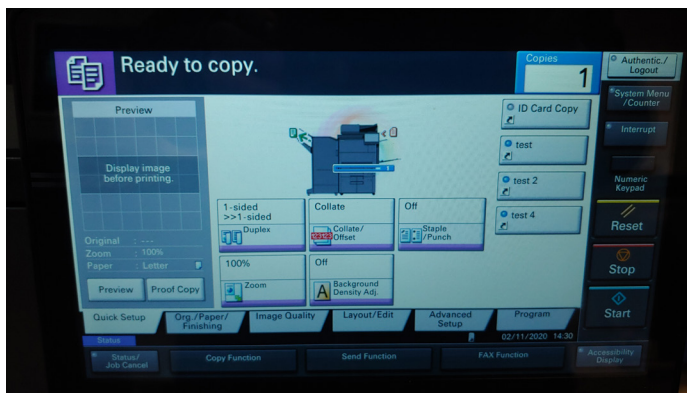 Ready to copy.
Copies
1
Authentic./
Logout
System Menu
/Counter
Interrupt
Numeric
Keypad
Reset
Stop
Start
Preview
Display image
before printing.
Original : ---
Zoom : 100%
Paper : Letter
Preview
Proof Copy
ID Card Copy
test
test 2
test 4
1-sided
>>1-sided
Duplex
Collate
Collate/
Offset
Off
Staple
/Punch
100%
Zoom
Off
Background
Density Adj.
Quick Setup
Org./Paper/
Finishing
Image Quality
Layout/Edit
Advanced
Setup
Program
Status
02/11/2020 14:30
Status/
Job Cancel
Copy Function
Send Function
FAX Function
Accessibility
Display